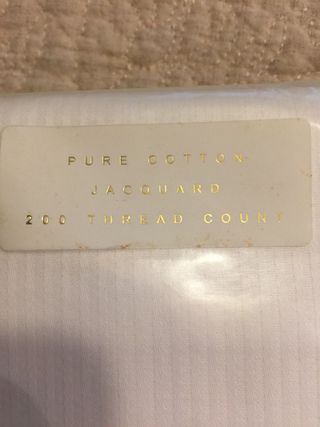 PURE COTTON
JACQUARD
200 THREAD COUNT